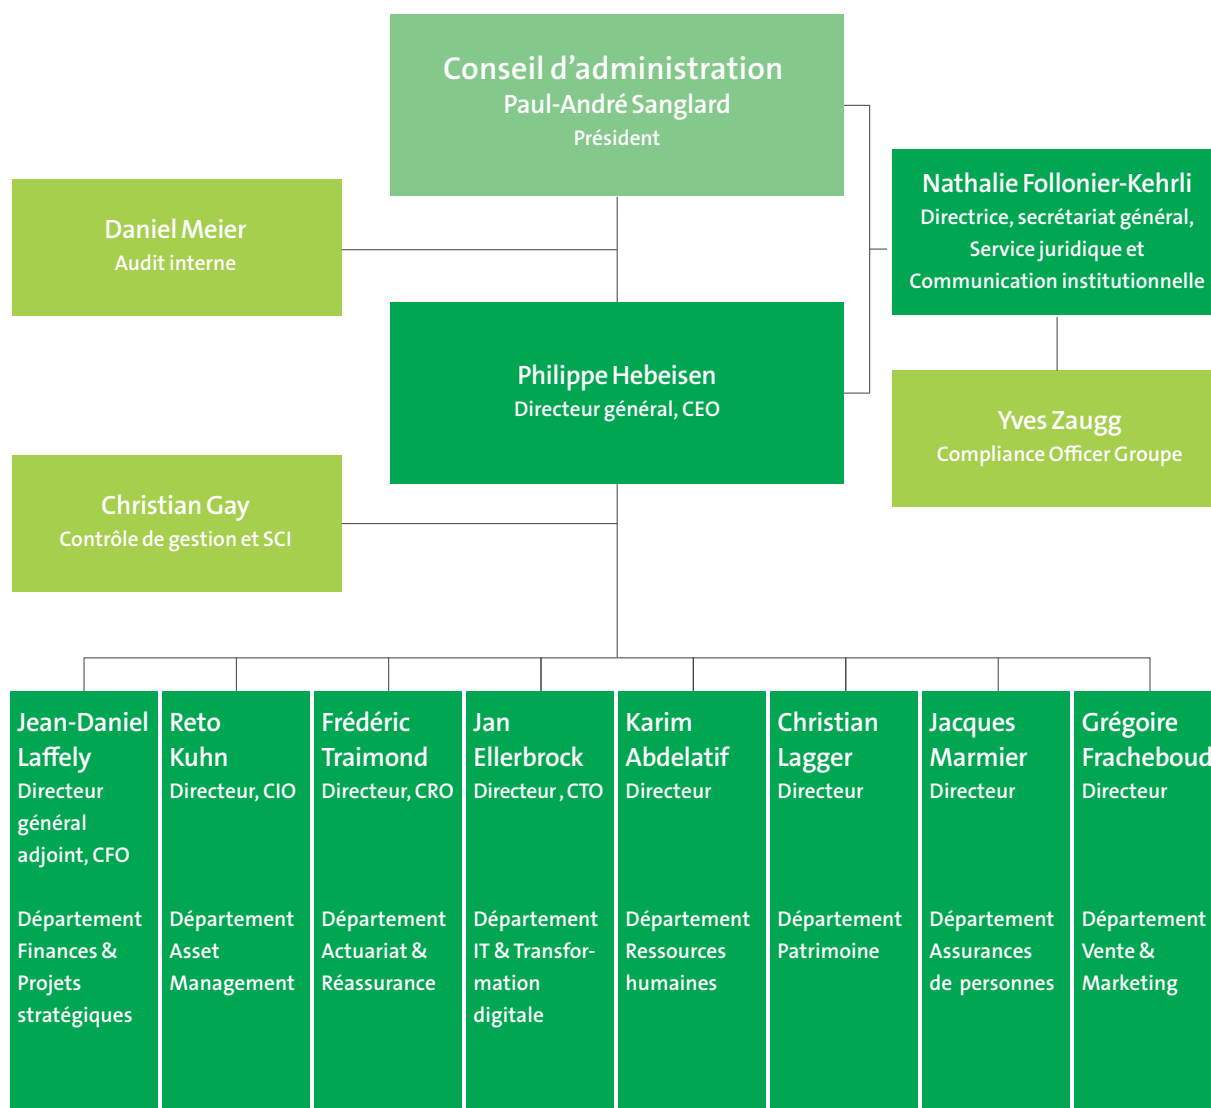 Conseil d’administration
Paul-André Sanglard
Président
Nathalie Follonier-Kehrli
Directrice, secrétariat général,
Service juridique et
Communication institutionnelle
Daniel Meier
Audit interne
Philippe Hebeisen
Directeur général, CEO
Yves Zaugg
Compliance Officer Groupe
Christian Gay
Contrôle de gestion et SCI
Jean-Daniel
Laffely
Directeur
général
adjoint, CFO
Département
Finances &
Projets
stratégiques
Reto
Kuhn
Directeur, CIO
Département
Asset
Management
Frédéric
Traimond
Directeur, CRO
Département
Actuariat &
Réassurance
Jan
Ellerbrock
Directeur , CTO
Département
IT & Transfor-
mation
digitale
Karim
Abdelatif
Directeur
Département
Ressources
humaines
Christian
Lagger
Directeur
Département
Patrimoine
Jacques
Marmier
Directeur
Département
Assurances
de personnes
Grégoire
Fracheboud
Directeur
Département
Vente &
Marketing